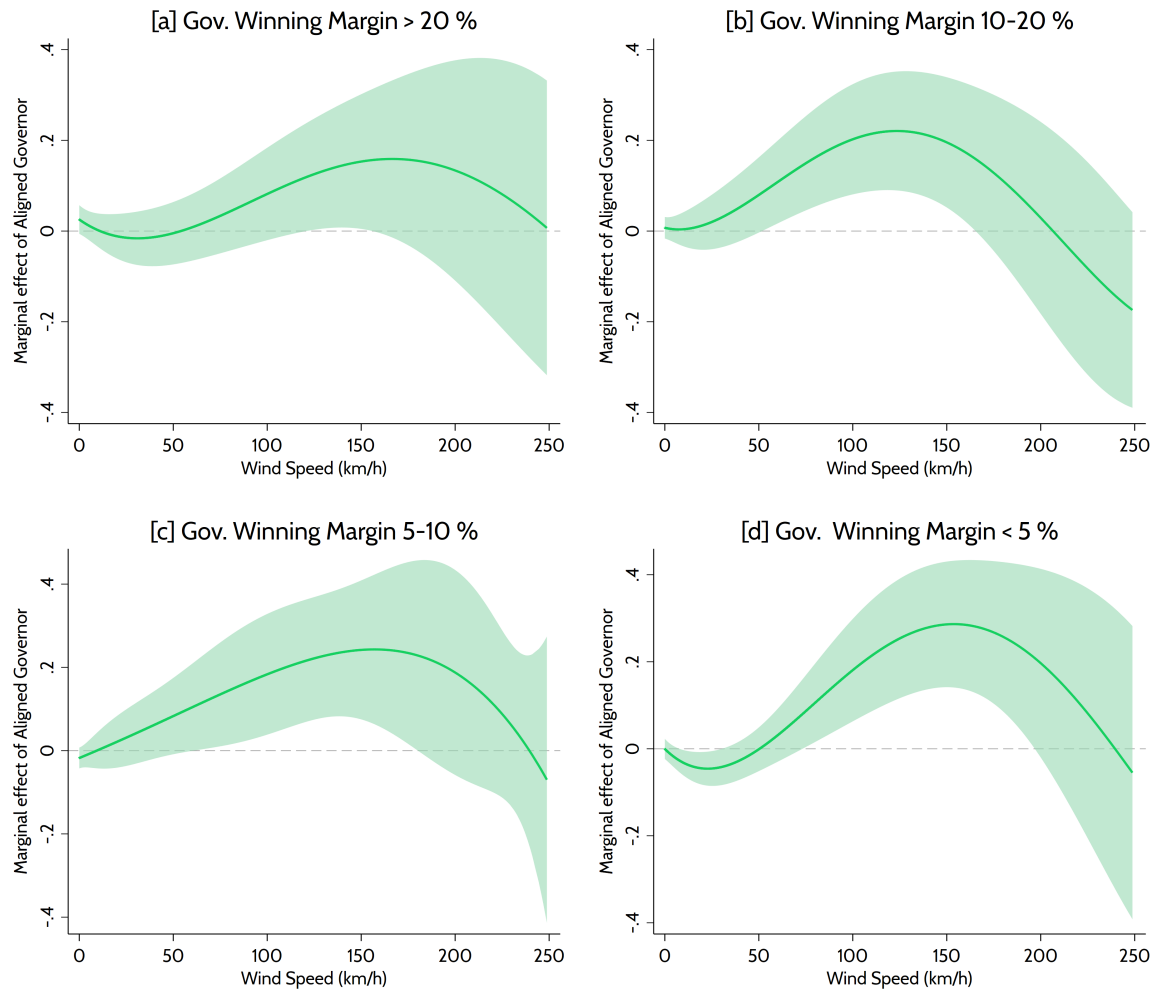 [a] Gov. Winning Margin > 20 %
Marginal effect of Aligned Governor
.4
.2
0
-.2
-.4
0 50 100 150 200 250
Wind Speed (km/h)
[b] Gov. Winning Margin 10-20 %
Marginal effect of Aligned Governor
.4
.2
0
-.2
-.4
0 50 100 150 200 250
Wind Speed (km/h)
[c] Gov. Winning Margin 5-10 %
Marginal effect of Aligned Governor
.4
.2
0
-.2
-.4
0 50 100 150 200 250
Wind Speed (km/h)
[d] Gov. Winning Margin < 5 %
Marginal effect of Aligned Governor
.4
.2
0
-.2
-.4
0 50 100 150 200 250
Wind Speed (km/h)